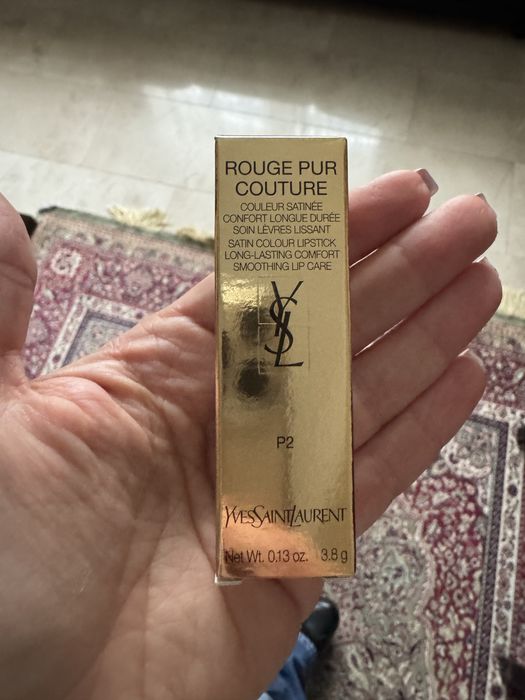 ROUGE PUR
COUTURE
COULEUR SATINÉE
CONFORT LONGUE DURÉE
SOIN LÈVRES LISSANT
SATIN COLOUR LIPSTICK
LONG-LASTING COMFORT
SMOOTHING LIP CARE
YSL
P2
YVESSAINTLAURENT
Net Wt. 0.13 oz. 3.8 g